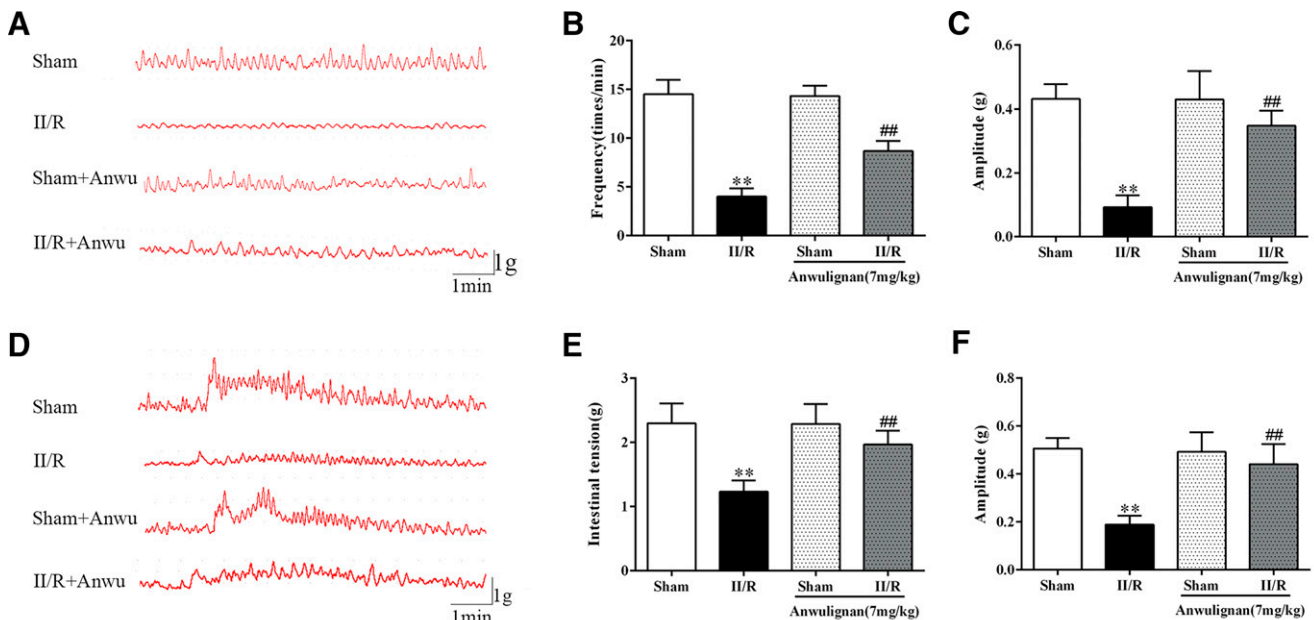 A
Sham
II/R
Sham+Anwu
II/R+Anwu
1g
1min
B
Frequency(times/min)
20
15
10
5
0
**
##
Sham
II/R
Sham
II/R
Anwulignan(7mg/kg)
C
Amplitude (g)
0.6
0.4
0.2
0.0
**
##
Sham
II/R
Sham
II/R
Anwulignan(7mg/kg)
D
Sham
II/R
Sham+Anwu
II/R+Anwu
1g
1min
E
Intestinal tension(g)
3
2
1
0
**
##
Sham
II/R
Sham
II/R
Anwulignan(7mg/kg)
F
Amplitude (g)
0.8
0.6
0.4
0.2
0.0
**
##
Sham
II/R
Sham
II/R
Anwulignan(7mg/kg)